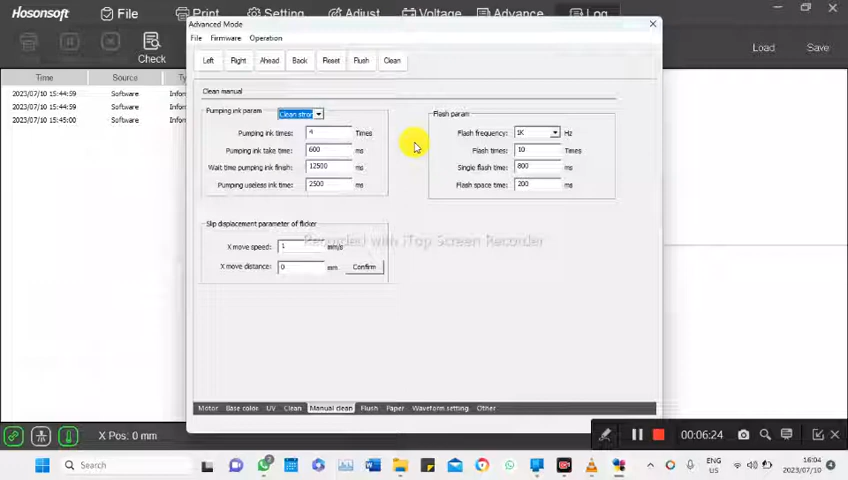 Hosonsoft File Print Setting Adjust Voltage Advance Log
Advanced Mode
File Firmware Operation
Check
Load Save
Left Right Ahead Back Reset Flush Clean
Time Source
2023/07/10 15:44:59 Software
2023/07/10 15:44:59 Software
2023/07/10 15:45:00 Software
Clean manual
Pumping ink param
Pumping ink times: 4 Times
Pumping ink take time: 600 ms
Wait time pumping ink finish: 12500 ms
Pumping useless ink time: 2500 ms
Flash param
Flash frequency: 1K Hz
Flash times: 10 Times
Single flash time: 800 ms
Flash space time: 200 ms
Slip displacement parameter of flicker
Recorded with iTop Screen Recorder
X move speed: 1 mm/s
X move distance: 0 mm Confirm
Motor Base color UV Clean Manual clean Flush Paper Waveform setting Other
X Pos: 0 mm
00:06:24
Search
ENG
US
16:04
2023/07/10